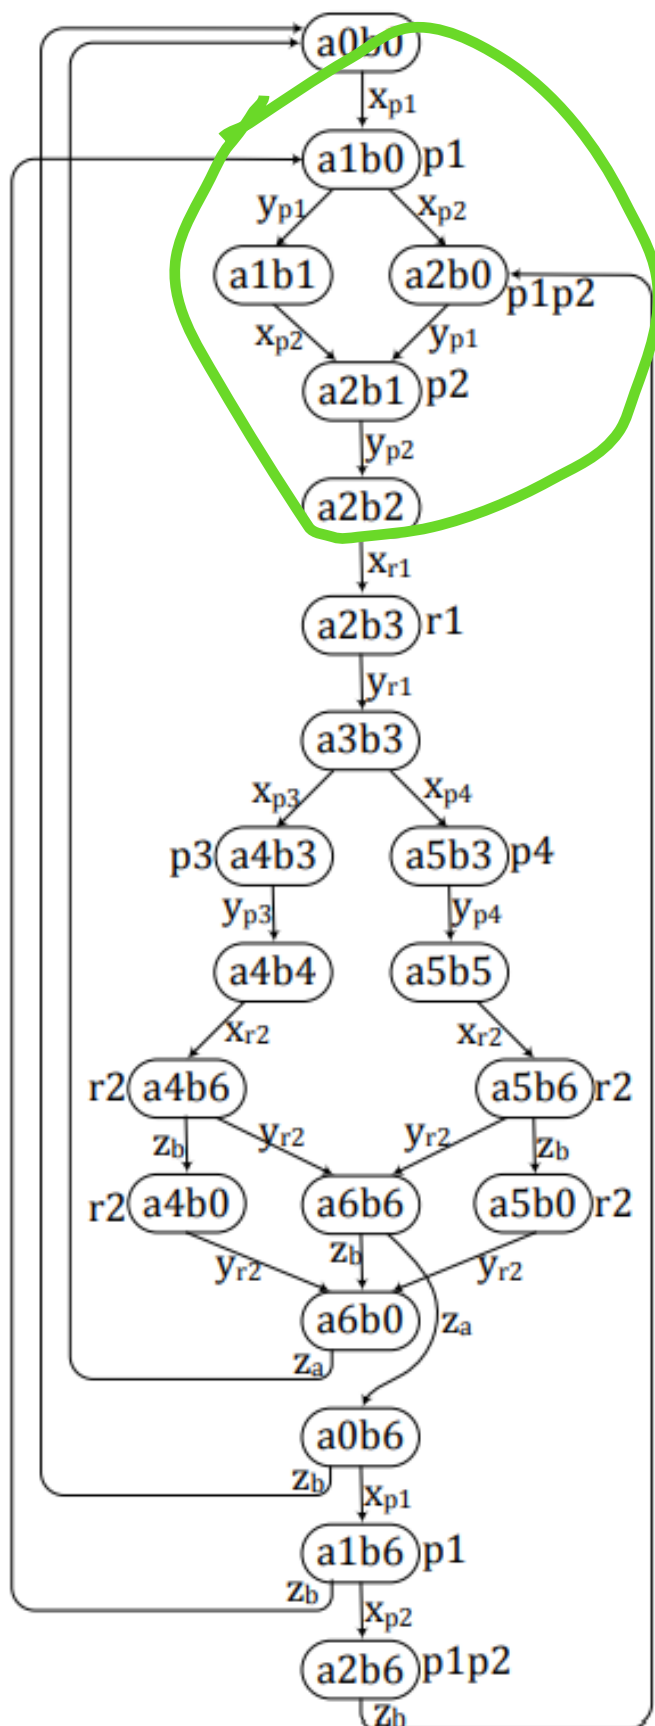 a0b0
xp1
a1b0 p1
yp1 xp2
a1b1 a2b0 p1p2
xp2 yp1
a2b1 p2
yp2
a2b2
xr1
a2b3 r1
yr1
a3b3
xp3 xp4
p3 a4b3 a5b3 p4
yp3 yp4
a4b4 a5b5
xr2 xr2
r2 a4b6 a5b6 r2
zb yr2 yr2 zb
r2 a4b0 a6b6 a5b0 r2
yr2 zb yr2
a6b0 za
za
a0b6
zb xp1
a1b6 p1
zb xp2
a2b6 p1p2
zb